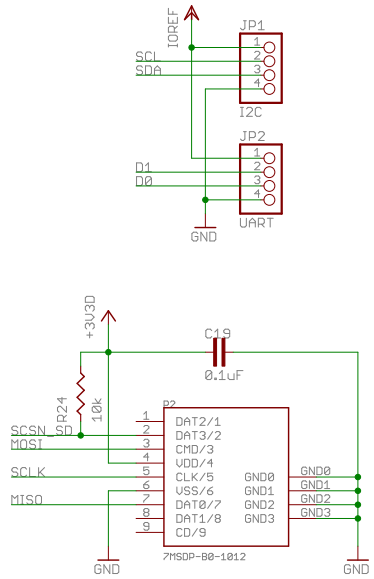 IOREF
JP1
SCL
SDA
1
2
3
4
I2C
JP2
D1
D0
1
2
3
4
UART
GND
+3V3D
C19
0.1uF
R24
10k
P2
SCSN_SD
MOSI
SCLK
MISO
1 DAT2/1
2 DAT3/2
3 CMD/3
4 VDD/4
5 CLK/5 GND0 GND0
6 VSS/6 GND1 GND1
7 DAT0/7 GND2 GND2
8 DAT1/8 GND3 GND3
9 CD/9
7MSDP-B0-1012
GND
GND